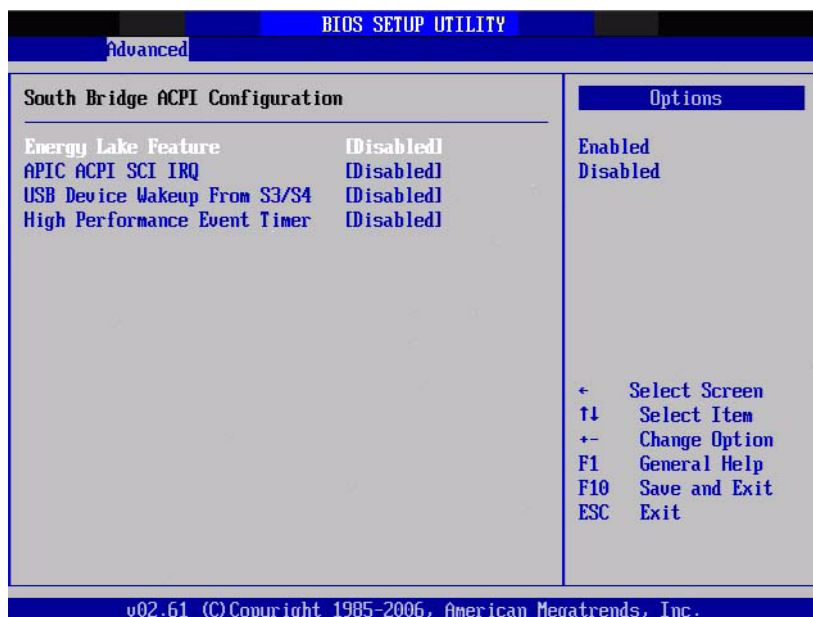 BIOS SETUP UTILITY
Advanced
South Bridge ACPI Configuration
Energy Lake Feature [Disabled]
APIC ACPI SCI IRQ [Disabled]
USB Device Wakeup From S3/S4 [Disabled]
High Performance Event Timer [Disabled]
Options
Enabled
Disabled
← Select Screen
↑↓ Select Item
+- Change Option
F1 General Help
F10 Save and Exit
ESC Exit
v02.61 (C)Copyright 1985-2006, American Megatrends, Inc.